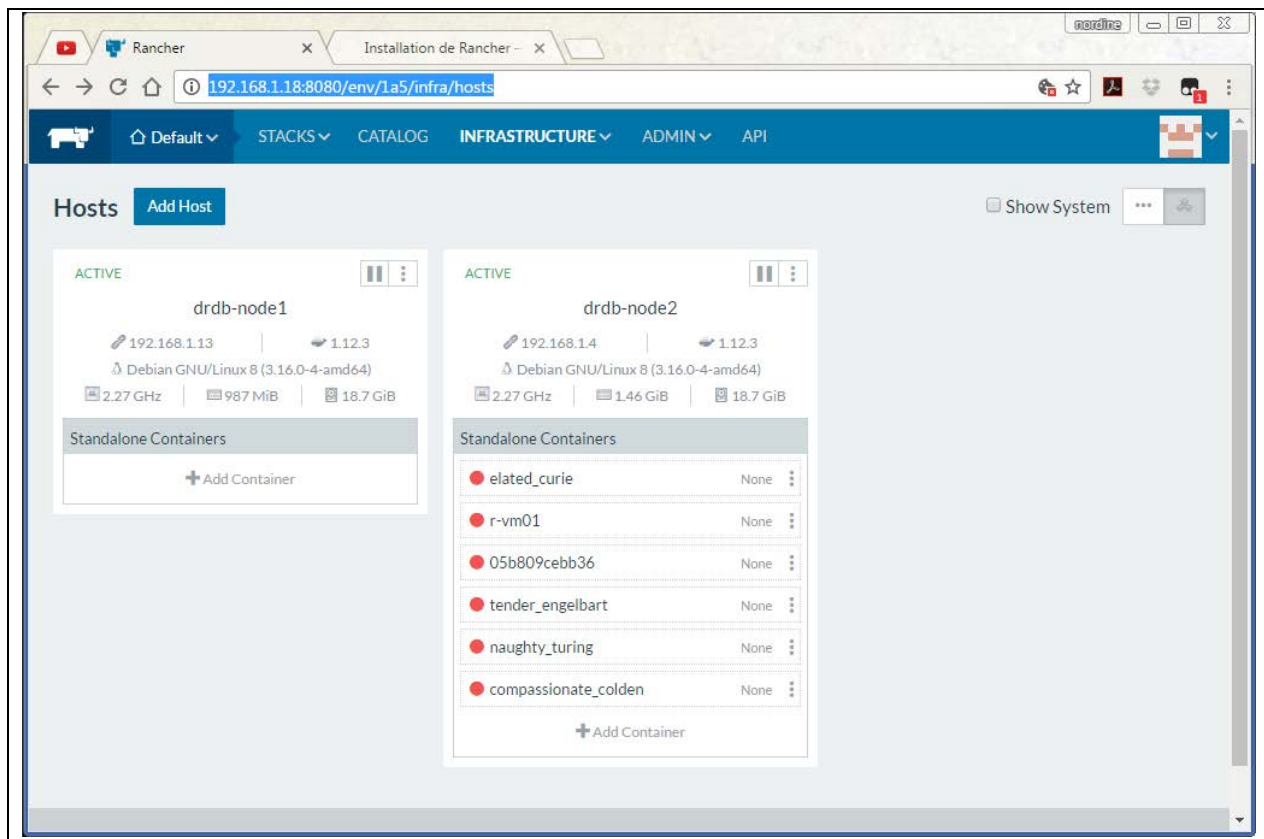 nordine
Rancher
Installation de Rancher –
192.168.1.18:8080/env/1a5/infra/hosts
1
Default STACKS CATALOG INFRASTRUCTURE ADMIN API
Hosts Add Host Show System
ACTIVE
drdb-node1
192.168.1.13 1.12.3
Debian GNU/Linux 8 (3.16.0-4-amd64)
2.27 GHz 987 MiB 18.7 GiB
Standalone Containers
+ Add Container
ACTIVE
drdb-node2
192.168.1.4 1.12.3
Debian GNU/Linux 8 (3.16.0-4-amd64)
2.27 GHz 1.46 GiB 18.7 GiB
Standalone Containers
elated_curie None
r-vm01 None
05b809cebb36 None
tender_engelbart None
naughty_turing None
compassionate_colden None
+ Add Container